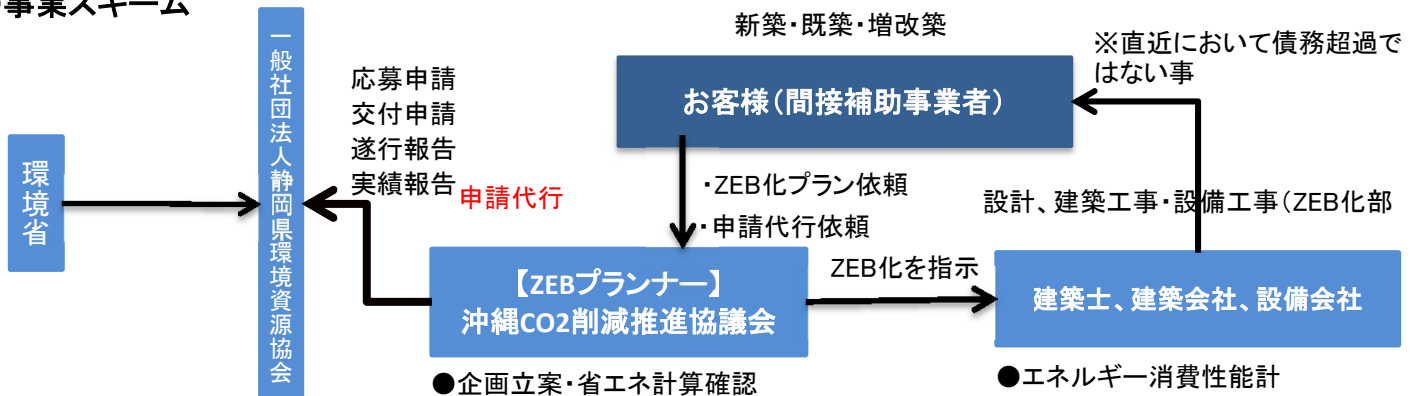 事業スキーム
環境省
一般社団法人静岡県環境資源協会
応募申請
交付申請
遂行報告
実績報告
申請代行
新築・既築・増改築
お客様（間接補助事業者）
※直近において債務超過で
はない事
・ZEB化プラン依頼
・申請代行依頼
設計、建築工事・設備工事（ZEB化部
【ZEBプランナー】
沖縄CO2削減推進協議会
ZEB化を指示
建築士、建築会社、設備会社
●企画立案・省エネ計算確認
●エネルギー消費性能計